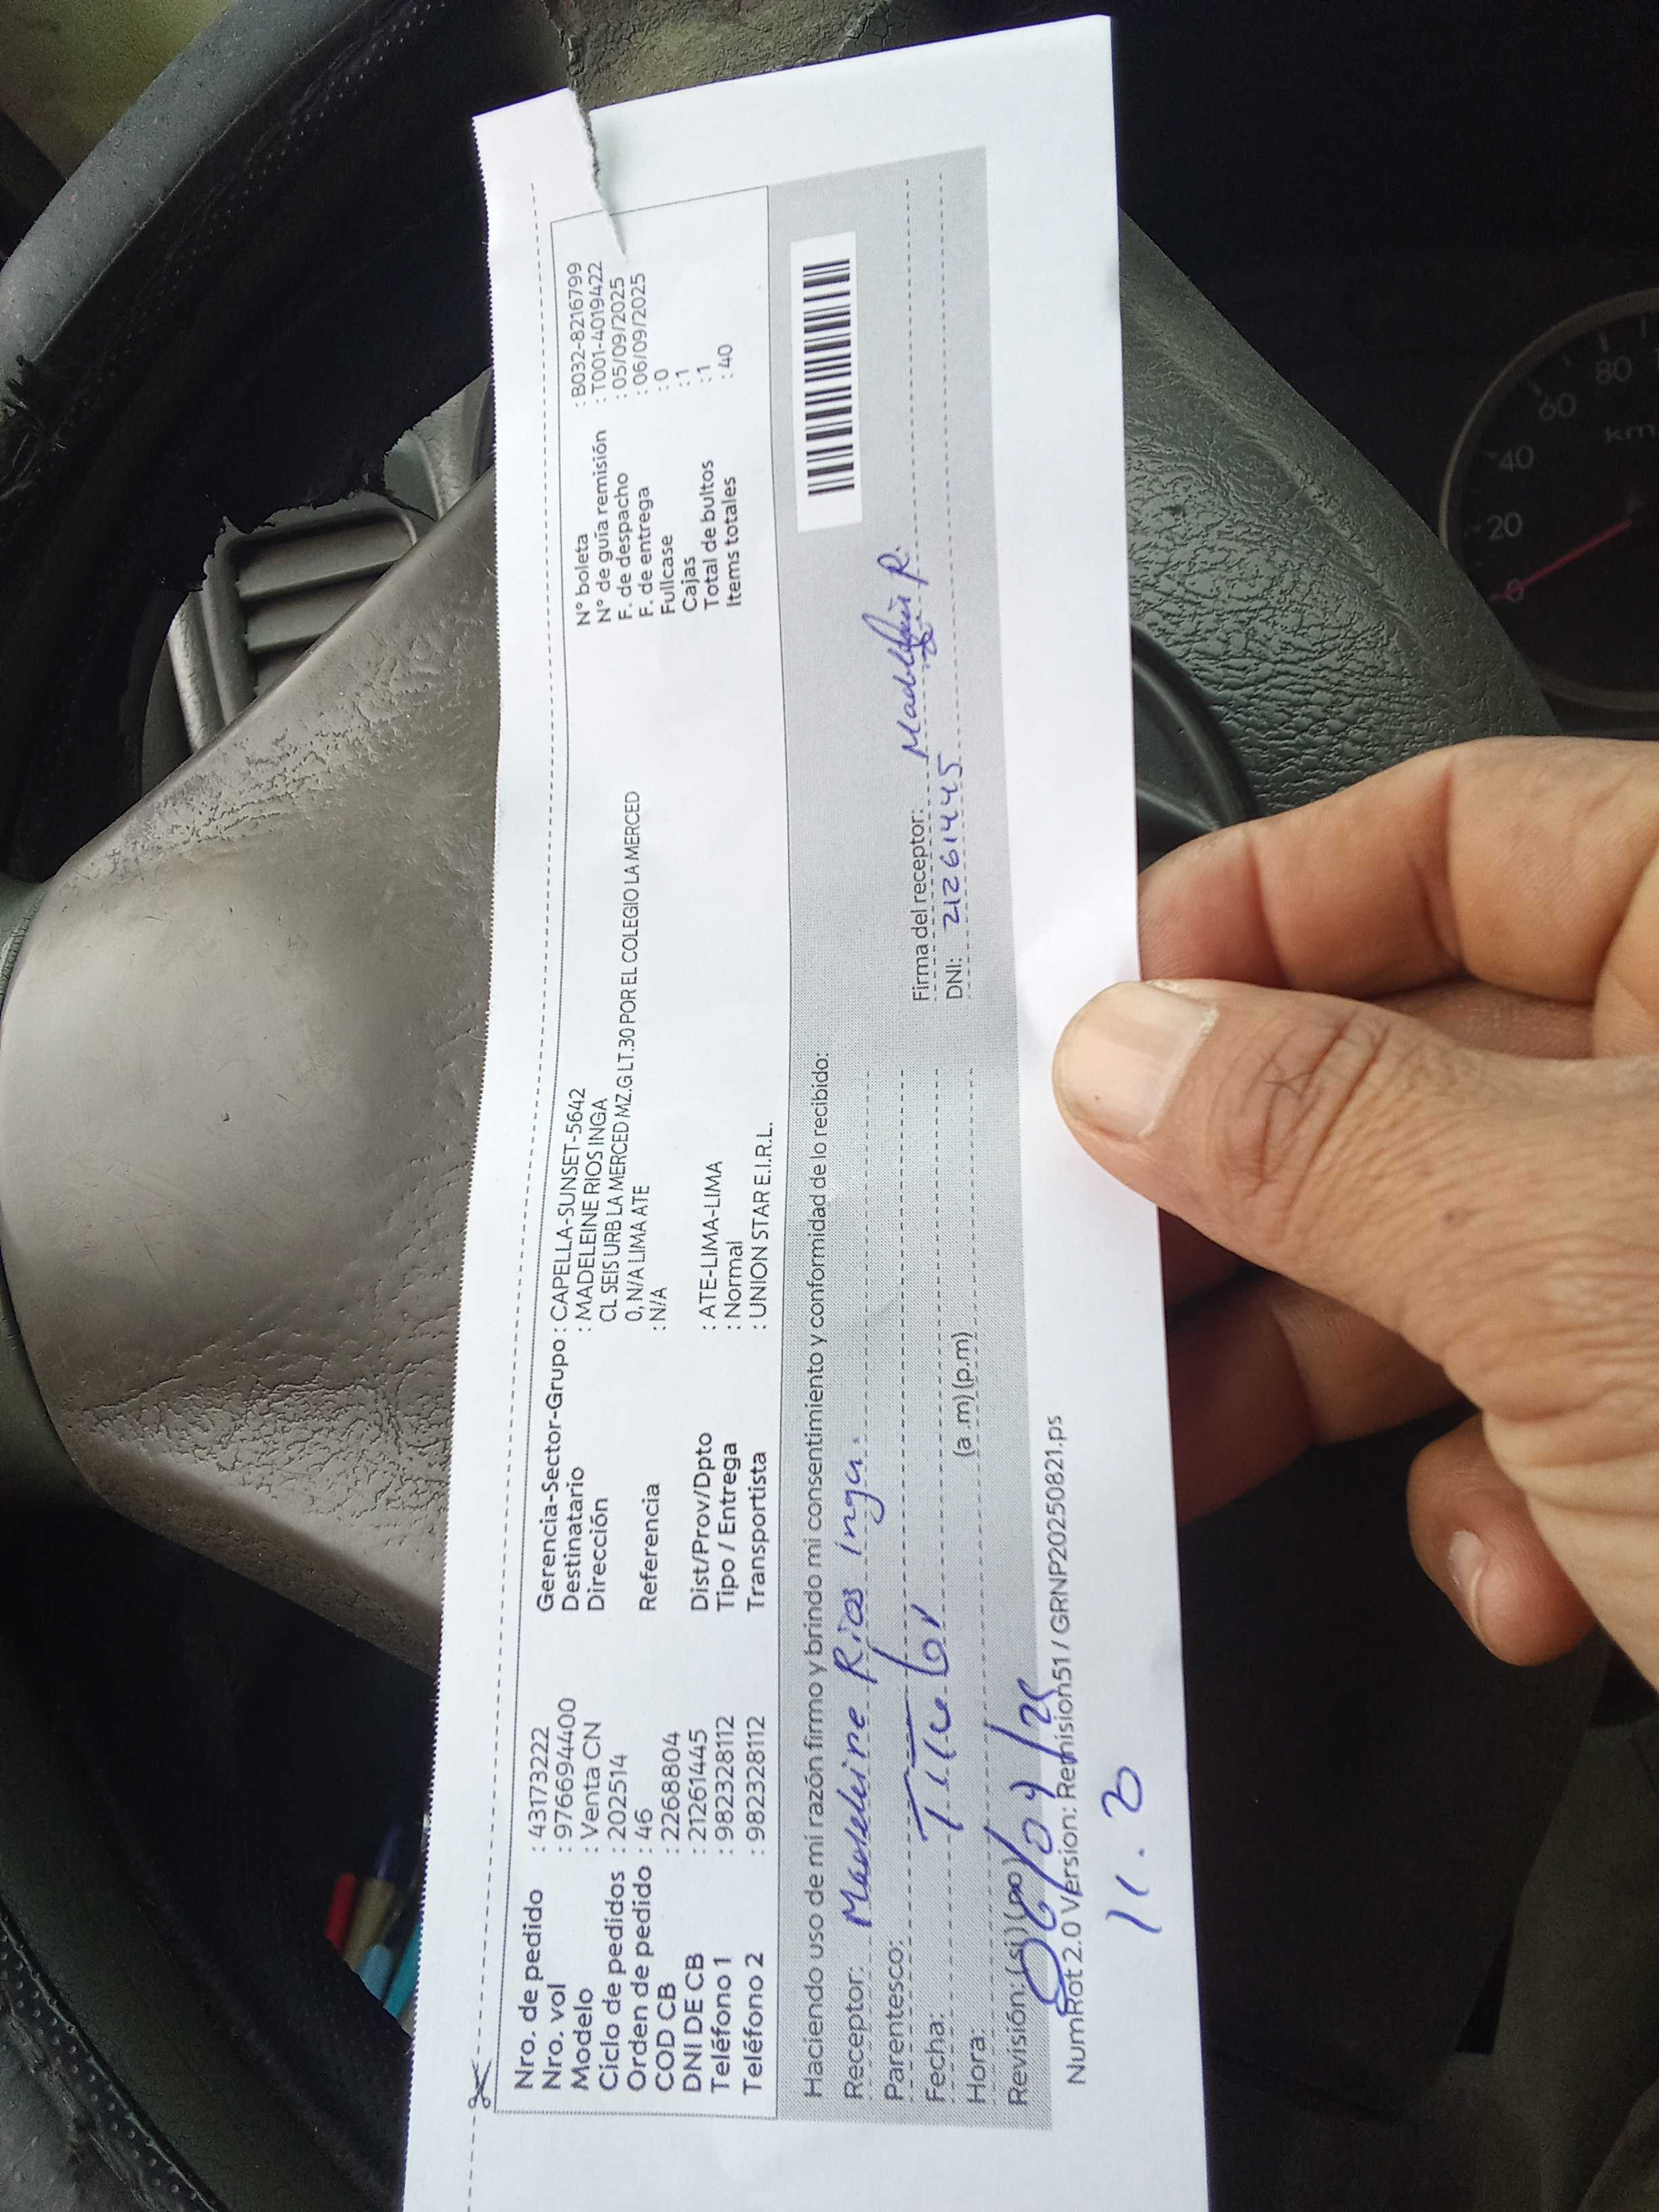 Nro. de pedido : 43173222
Nro. vol : 9766944400
Modelo : Venta CN
Ciclo de pedidos : 202514
Orden de pedido : 46
COD CB : 2268804
DNI DE CB : 21261445
Teléfono 1 : 982328112
Teléfono 2 : 982328112
Gerencia-Sector-Grupo : CAPELLA-SUNSET-5642
Destinatario : MADELEINE RIOS INGA
Dirección CL SEIS URB LA MERCED MZ.G LT.30 POR EL COLEGIO LA MERCED
0, N/A LIMA ATE
Referencia : N/A
Dist/Prov/Dpto : ATE-LIMA-LIMA
Tipo / Entrega : Normal
Transportista : UNION STAR E.I.R.L.
N° boleta : B032-8216799
N° de guía remisión : T001-4019422
F. de despacho : 05/09/2025
F. de entrega : 06/09/2025
Fullcase : 0
Cajas : 1
Total de bultos : 1
Items totales : 40
Haciendo uso de mi razón firmo y brindo mi consentimiento y conformidad de lo recibido:
Receptor: Madeleine Rios Inga.
Parentesco: Titular
Fecha:
Hora: (a.m) (p.m)
Revisión: (si) (no)
06/09/25
Firma del receptor: R.
DNI: 21261445
NumRot 2.0 Version: Remision51 / GRNP20250821.ps